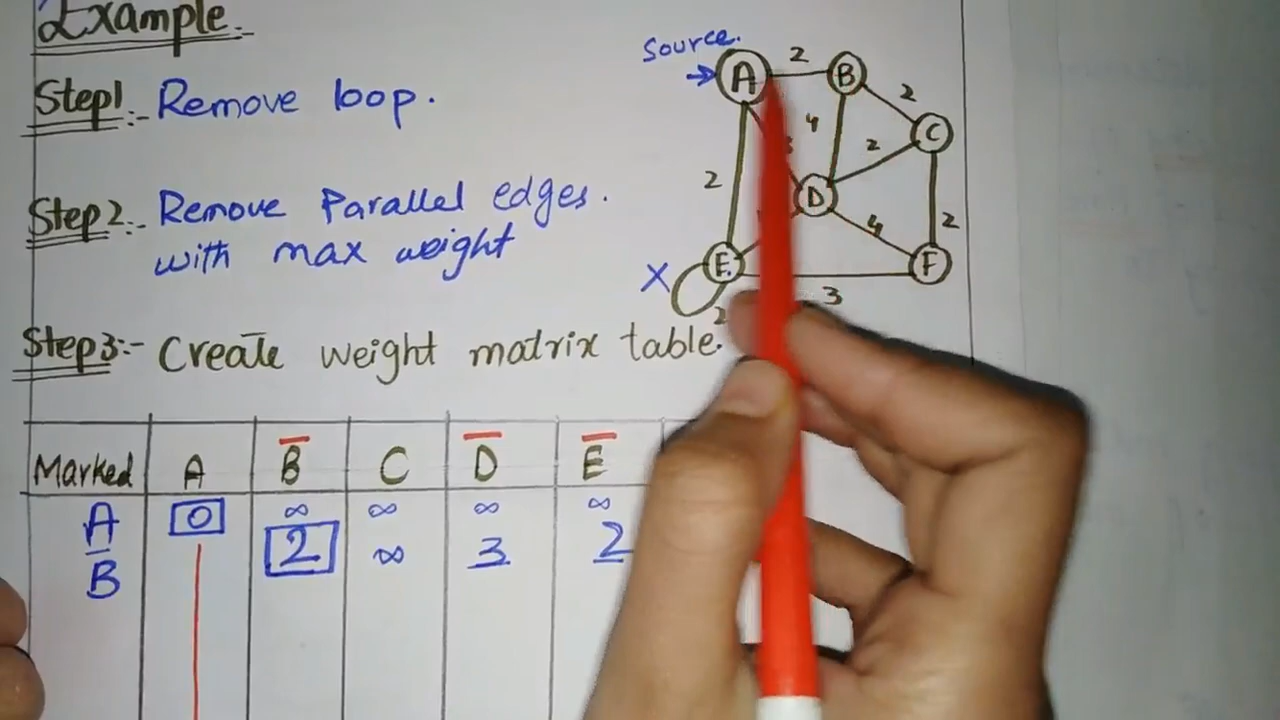 Example:-
Step1:- Remove loop.
Step2:- Remove Parallel edges.
with max weight
Step3:- Create weight matrix table.
Source.
A 2 B
2
4
2 C
2
D
4
2
E F
X
2
3
Marked A B C D E
A 0 ∞ ∞ ∞ ∞
B 2 ∞ 3 2